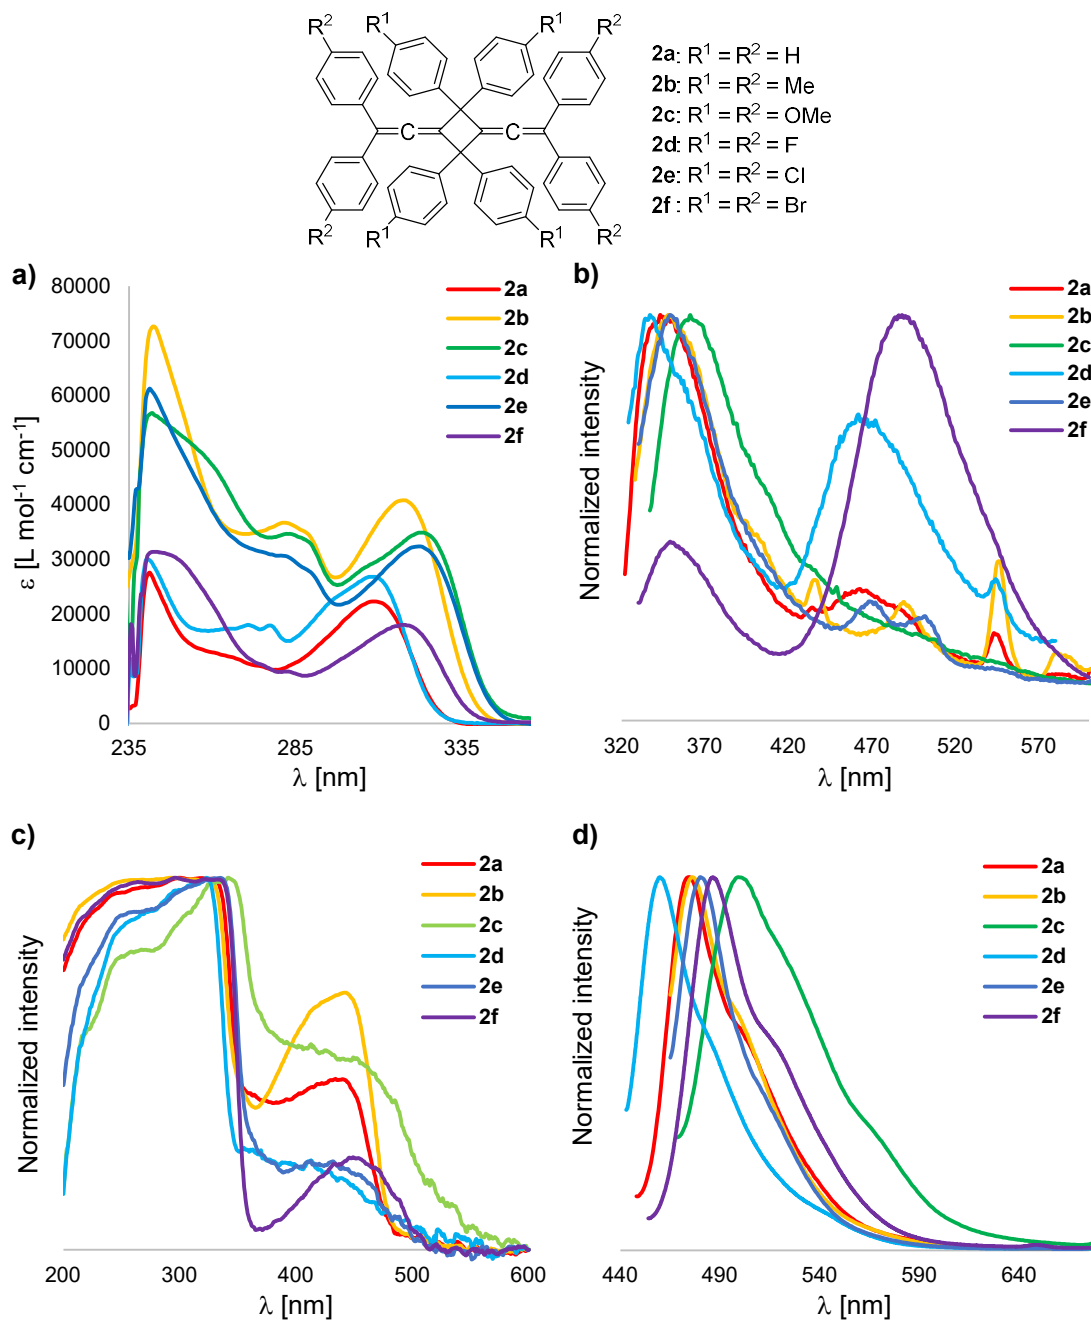 R² R¹ R¹ R²
C C
R² R¹ R¹ R²
2a: R¹ = R² = H
2b: R¹ = R² = Me
2c: R¹ = R² = OMe
2d: R¹ = R² = F
2e: R¹ = R² = Cl
2f : R¹ = R² = Br
a)
80000
70000
60000
50000
40000
30000
20000
10000
0
ε [L mol⁻¹ cm⁻¹]
235 285 335
λ [nm]
2a
2b
2c
2d
2e
2f
b)
Normalized intensity
320 370 420 470 520 570
λ [nm]
2a
2b
2c
2d
2e
2f
c)
Normalized intensity
200 300 400 500 600
λ [nm]
2a
2b
2c
2d
2e
2f
d)
Normalized intensity
440 490 540 590 640
λ [nm]
2a
2b
2c
2d
2e
2f